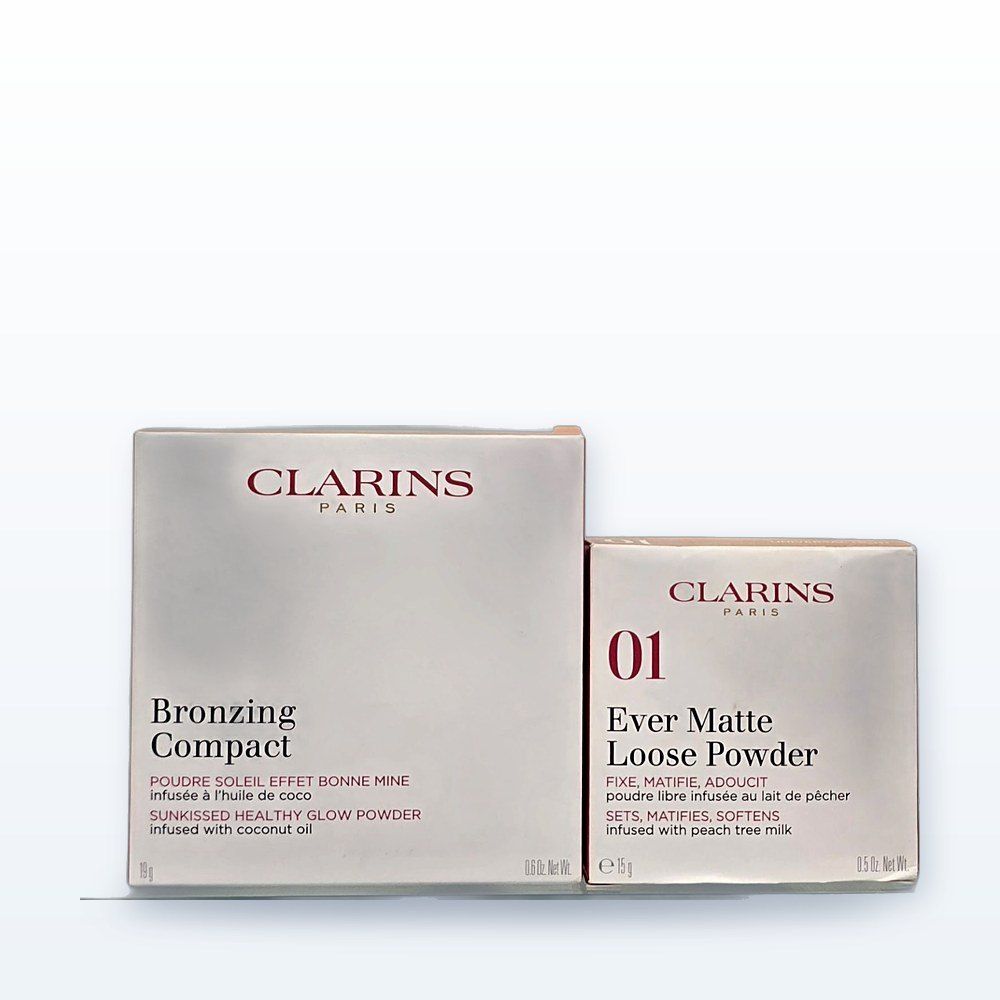 CLARINS
PARIS
Bronzing
Compact
POUDRE SOLEIL EFFET BONNE MINE
infusée à l'huile de coco
SUNKISSED HEALTHY GLOW POWDER
infused with coconut oil
19 g
0.6 Oz. Net Wt.
01
CLARINS
PARIS
01
Ever Matte
Loose Powder
FIXE, MATIFIE, ADOUCIT
poudre libre infusée au lait de pêcher
SETS, MATIFIES, SOFTENS
infused with peach tree milk
℮ 15 g
0.5 Oz. Net Wt.